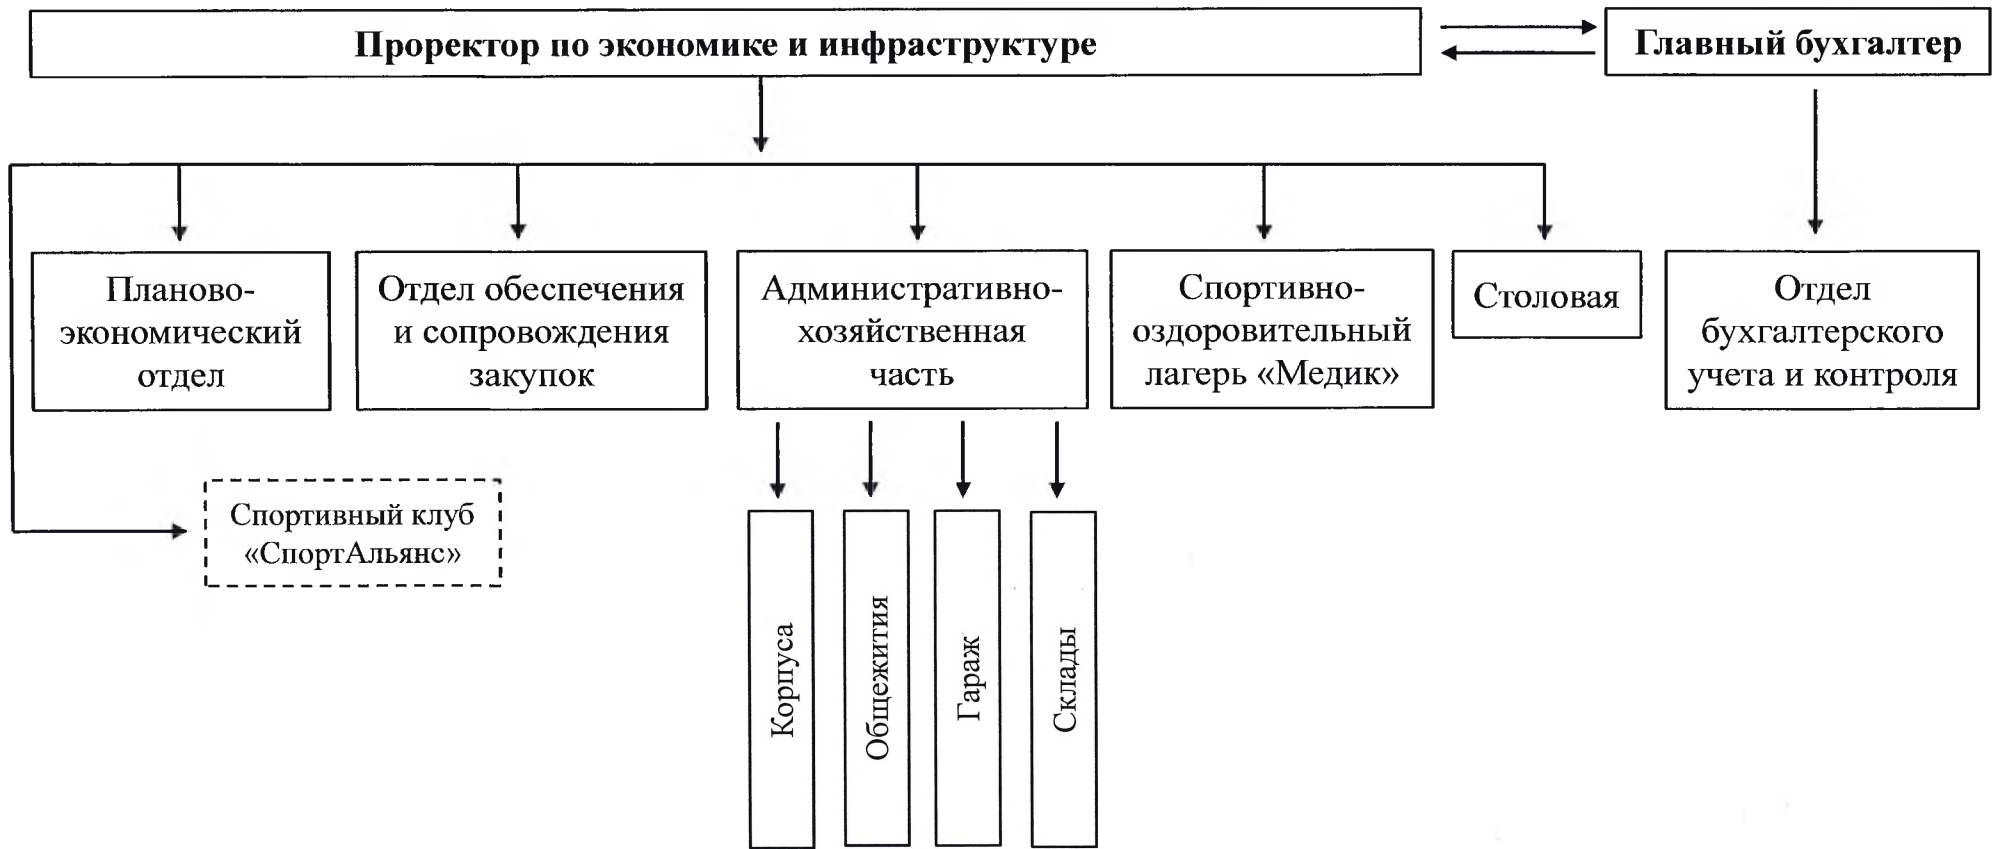 Проректор по экономике и инфраструктуре
Главный бухгалтер
Планово-
экономический
отдел
Отдел обеспечения
и сопровождения
закупок
Административно-
хозяйственная
часть
Спортивно-
оздоровительный
лагерь «Медик»
Столовая
Отдел
бухгалтерского
учета и контроля
Спортивный клуб
«СпортАльянс»
Корпуса
Общежития
Гараж
Склады